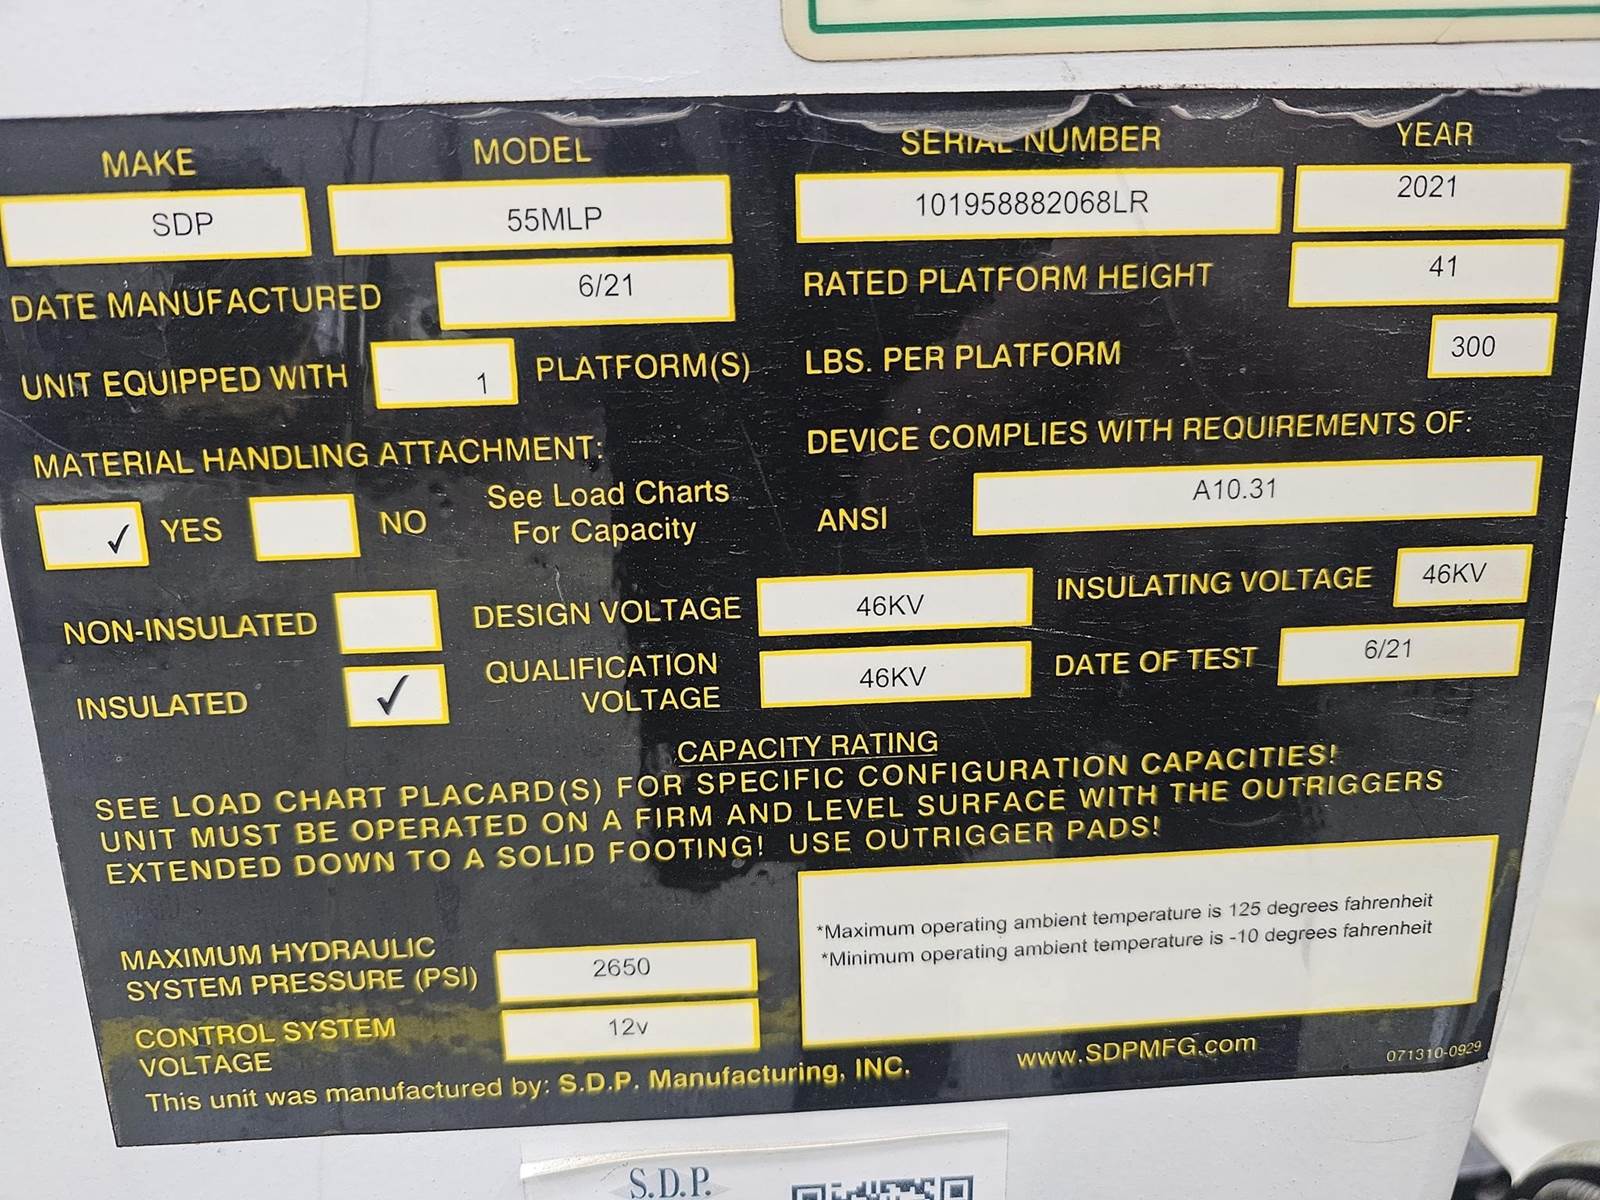 MAKE MODEL SERIAL NUMBER YEAR
SDP 55MLP 101958882068LR 2021
DATE MANUFACTURED 6/21 RATED PLATFORM HEIGHT 41
UNIT EQUIPPED WITH 1 PLATFORM(S) LBS. PER PLATFORM 300
MATERIAL HANDLING ATTACHMENT: DEVICE COMPLIES WITH REQUIREMENTS OF:
✓ YES NO See Load Charts
For Capacity
ANSI A10.31
NON-INSULATED DESIGN VOLTAGE 46KV INSULATING VOLTAGE 46KV
INSULATED ✓ QUALIFICATION
VOLTAGE 46KV DATE OF TEST 6/21
CAPACITY RATING
SEE LOAD CHART PLACARD(S) FOR SPECIFIC CONFIGURATION CAPACITIES!
UNIT MUST BE OPERATED ON A FIRM AND LEVEL SURFACE WITH THE OUTRIGGERS
EXTENDED DOWN TO A SOLID FOOTING! USE OUTRIGGER PADS!
MAXIMUM HYDRAULIC
SYSTEM PRESSURE (PSI) 2650
*Maximum operating ambient temperature is 125 degrees fahrenheit
*Minimum operating ambient temperature is -10 degrees fahrenheit
CONTROL SYSTEM
VOLTAGE 12v
This unit was manufactured by: S.D.P. Manufacturing, INC. www.SDPMFG.com 071310-0929
S.D.P.